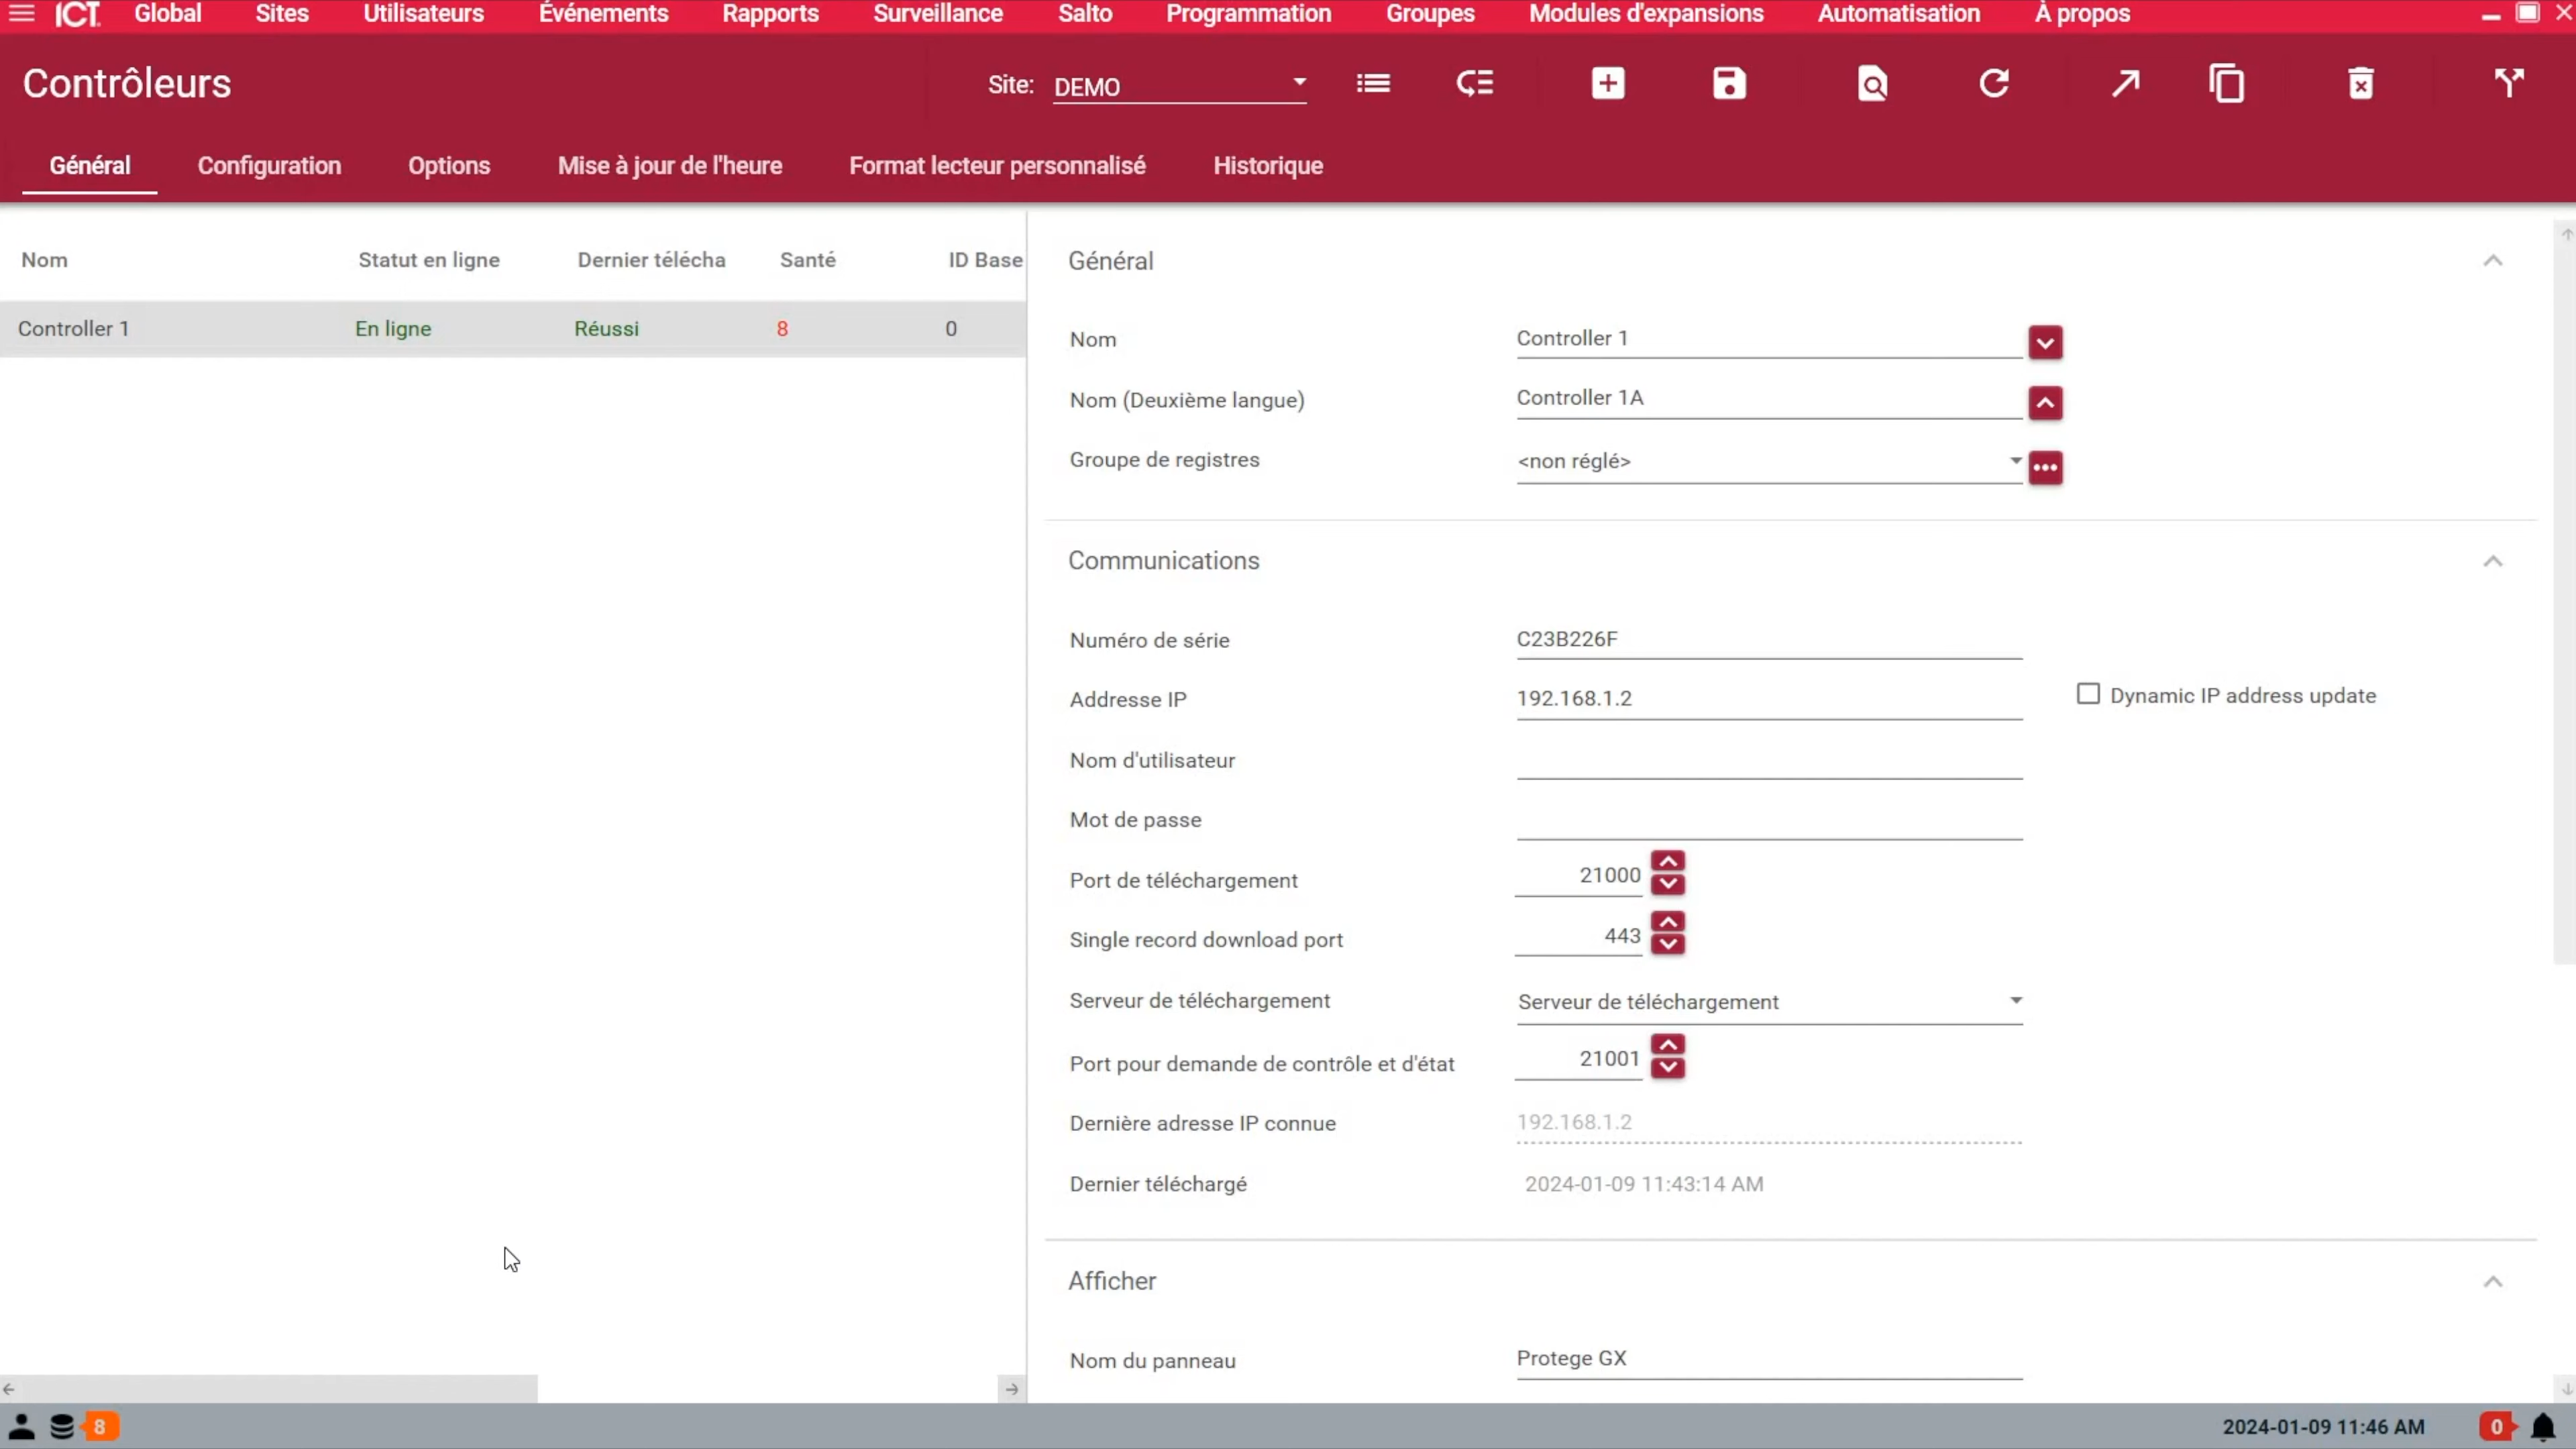 ICT. Global Sites Utilisateurs Événements Rapports Surveillance Salto Programmation Groupes Modules d'expansions Automatisation À propos
Contrôleurs Site: DEMO
Général Configuration Options Mise à jour de l'heure Format lecteur personnalisé Historique
Nom Statut en ligne Dernier télécha Santé ID Base
Controller 1 En ligne Réussi 8 0
Général
Nom Controller 1
Nom (Deuxième langue) Controller 1A
Groupe de registres <non réglé>
Communications
Numéro de série C23B226F
Addresse IP 192.168.1.2 Dynamic IP address update
Nom d'utilisateur
Mot de passe
Port de téléchargement 21000
Single record download port 443
Serveur de téléchargement Serveur de téléchargement
Port pour demande de contrôle et d'état 21001
Dernière adresse IP connue 192.168.1.2
Dernier téléchargé 2024-01-09 11:43:14 AM
Afficher
Nom du panneau Protege GX
8 2024-01-09 11:46 AM 0